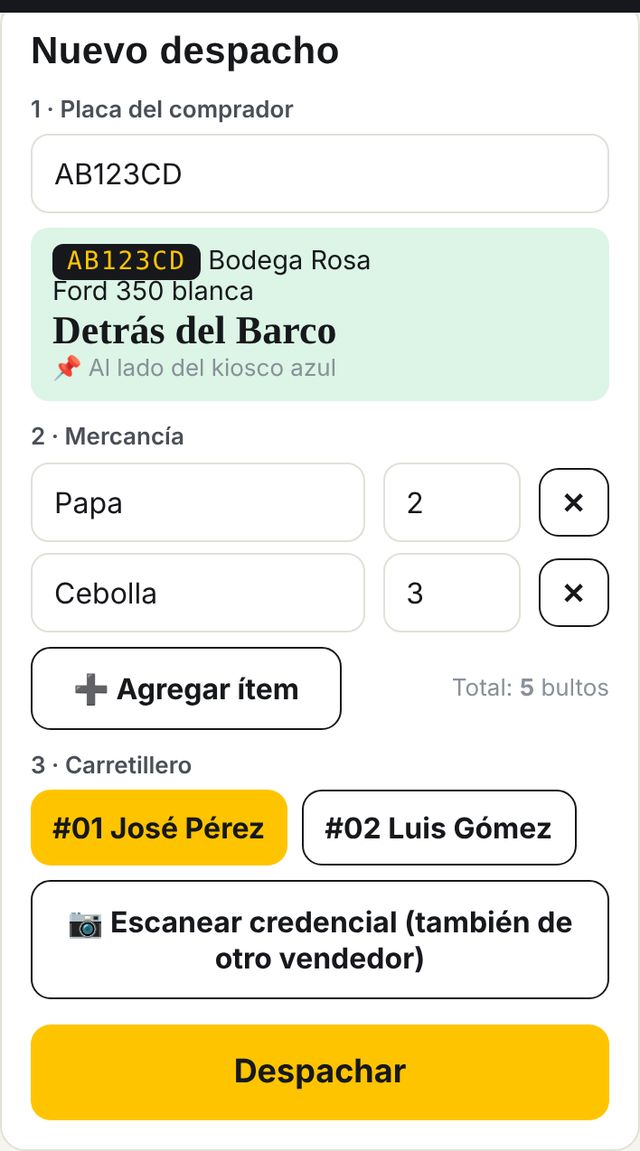 Nuevo despacho
1 · Placa del comprador
AB123CD
AB123CD Bodega Rosa
Ford 350 blanca
Detrás del Barco
📌 Al lado del kiosco azul
2 · Mercancía
Papa 2 ✕
Cebolla 3 ✕
➕ Agregar ítem Total: 5 bultos
3 · Carretillero
#01 José Pérez #02 Luis Gómez
📷 Escanear credencial (también de
otro vendedor)
Despachar